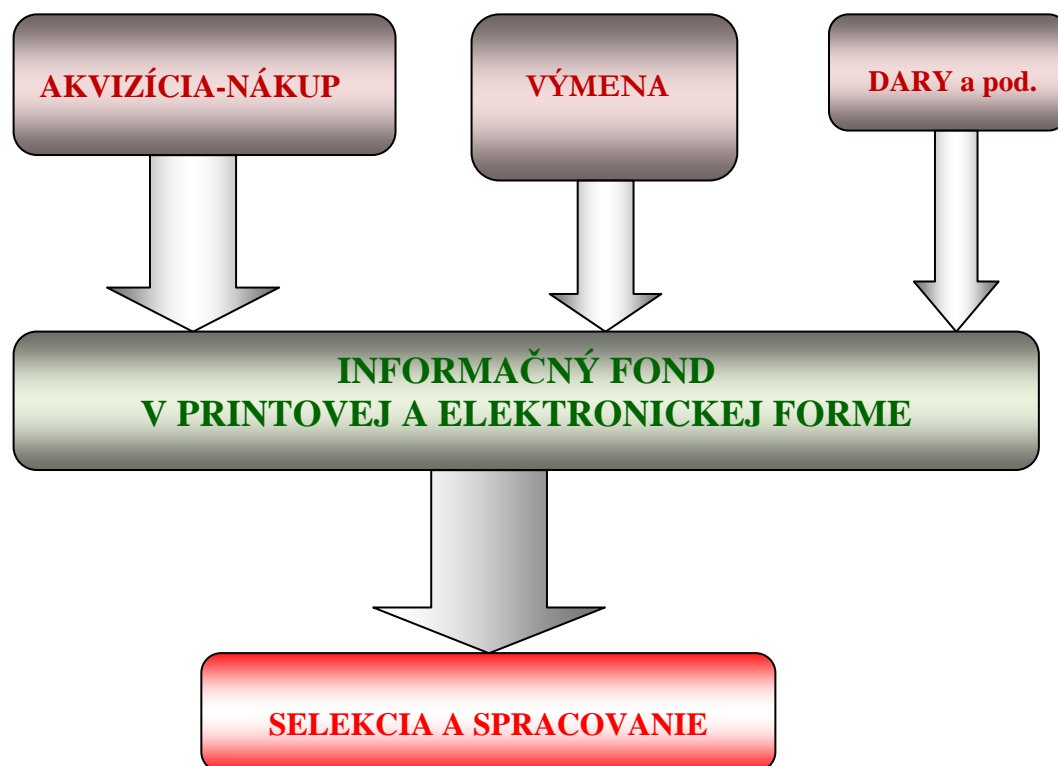 AKVIZÍCIA-NÁKUP
VÝMENA
DARY a pod.
INFORMAČNÝ FOND
V PRINTOVEJ A ELEKTRONICKEJ FORME
SELEKCIA A SPRACOVANIE